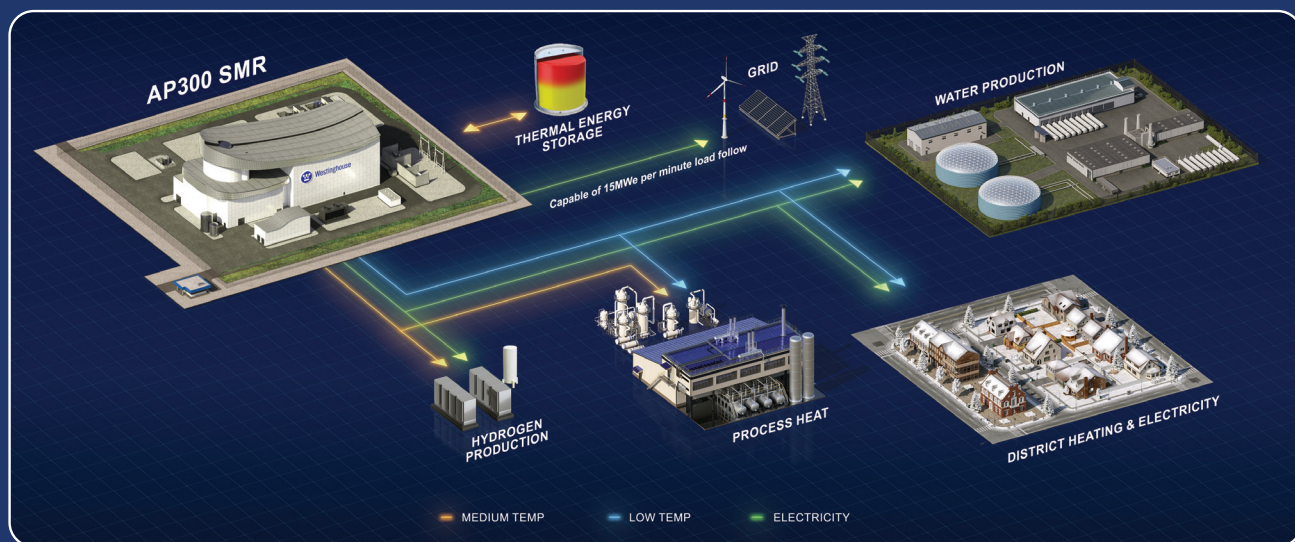 AP300 SMR
Westinghouse
THERMAL ENERGY
STORAGE
GRID
Capable of 15MWe per minute load follow
WATER PRODUCTION
HYDROGEN
PRODUCTION
PROCESS HEAT
DISTRICT HEATING & ELECTRICITY
MEDIUM TEMP
LOW TEMP
ELECTRICITY